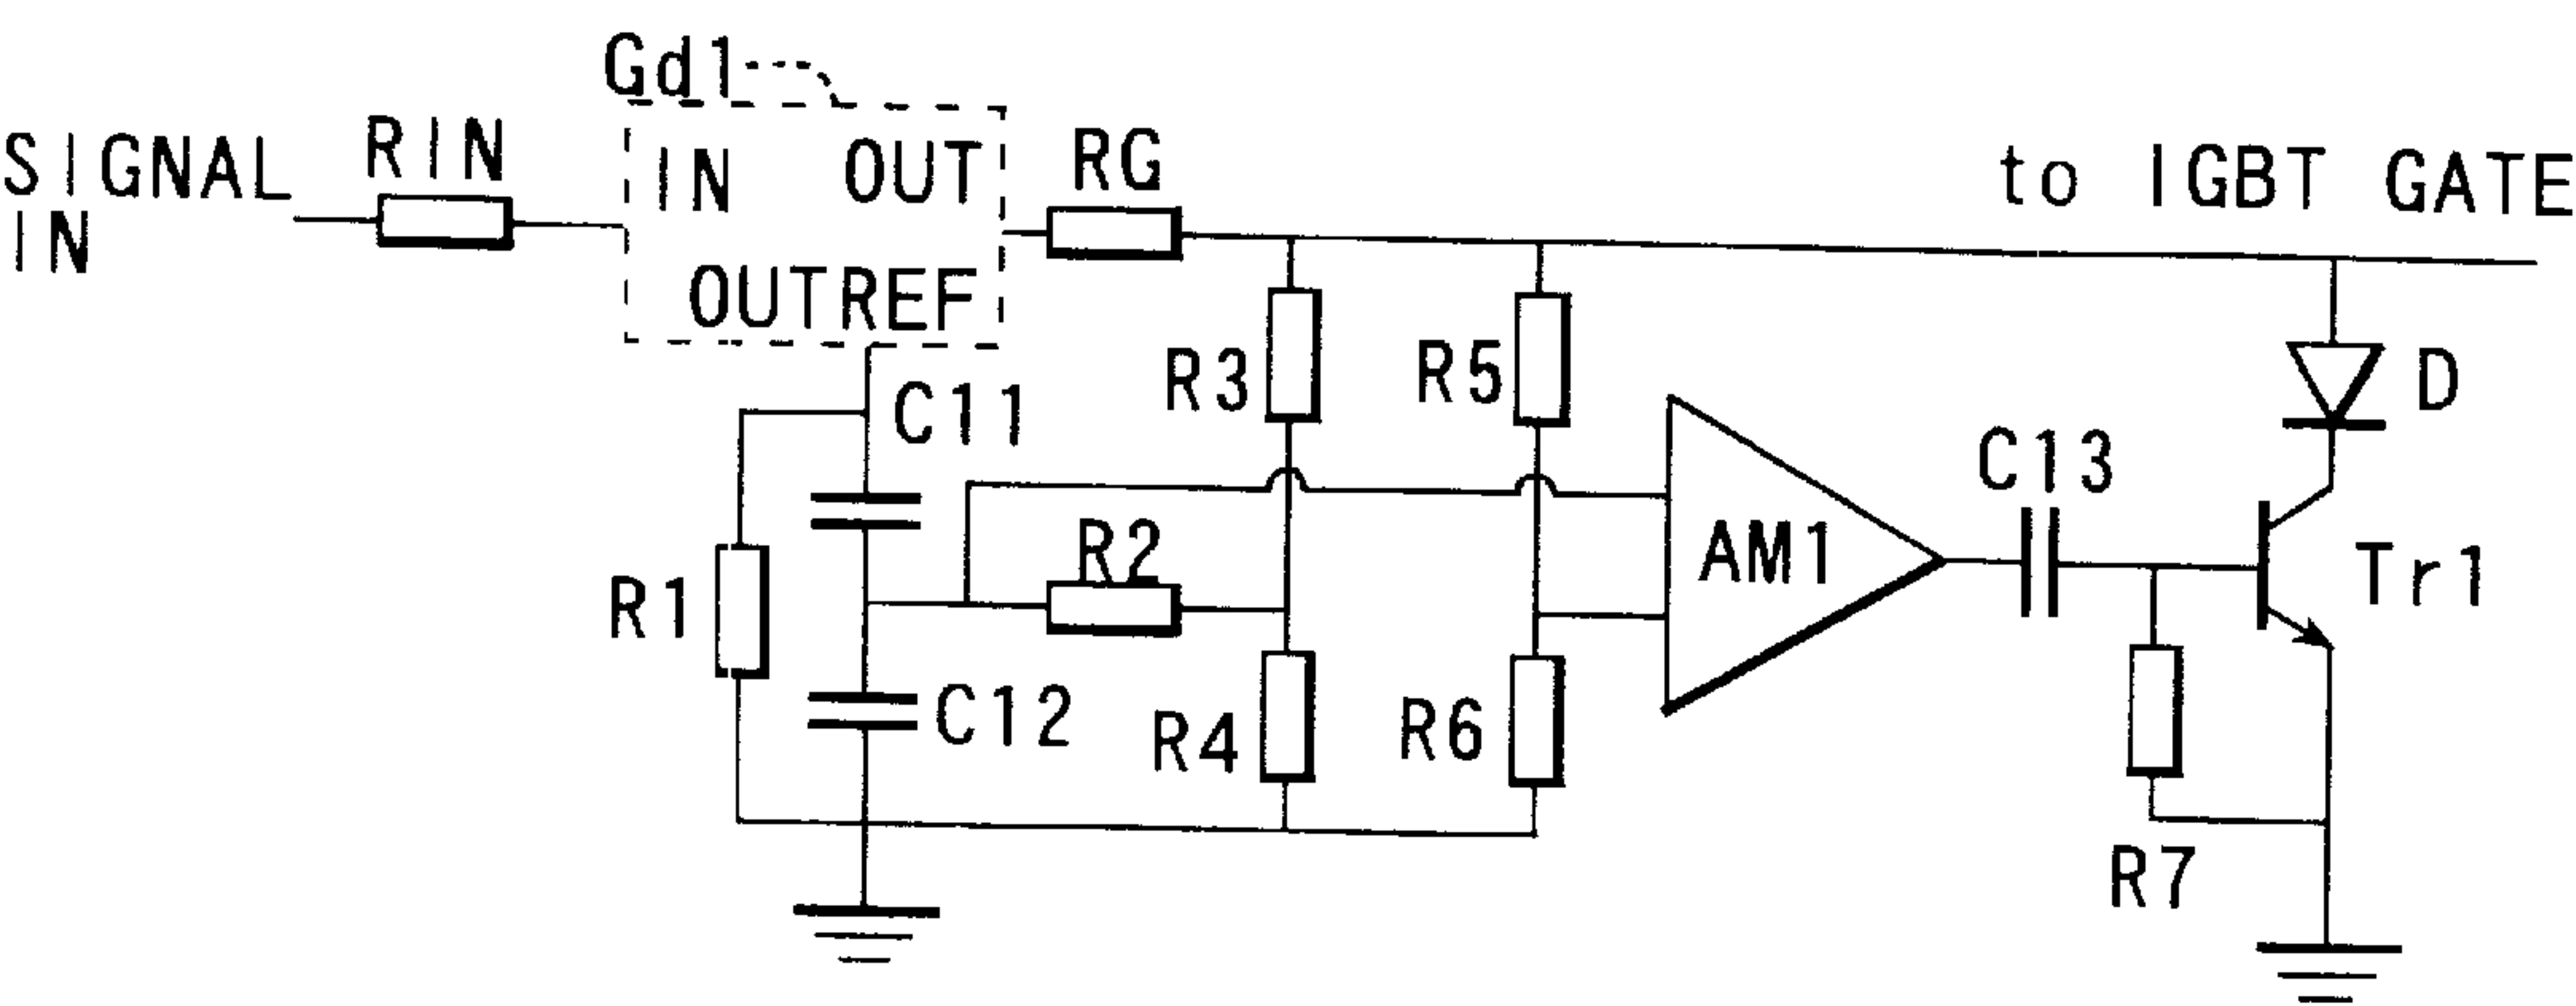 Gd1
SIGNAL
IN
RIN
IN OUT
OUTREF
RG
to IGBT GATE
C11
R3
R5
D
C13
R2
AM1
R1
Tr1
C12
R4
R6
R7